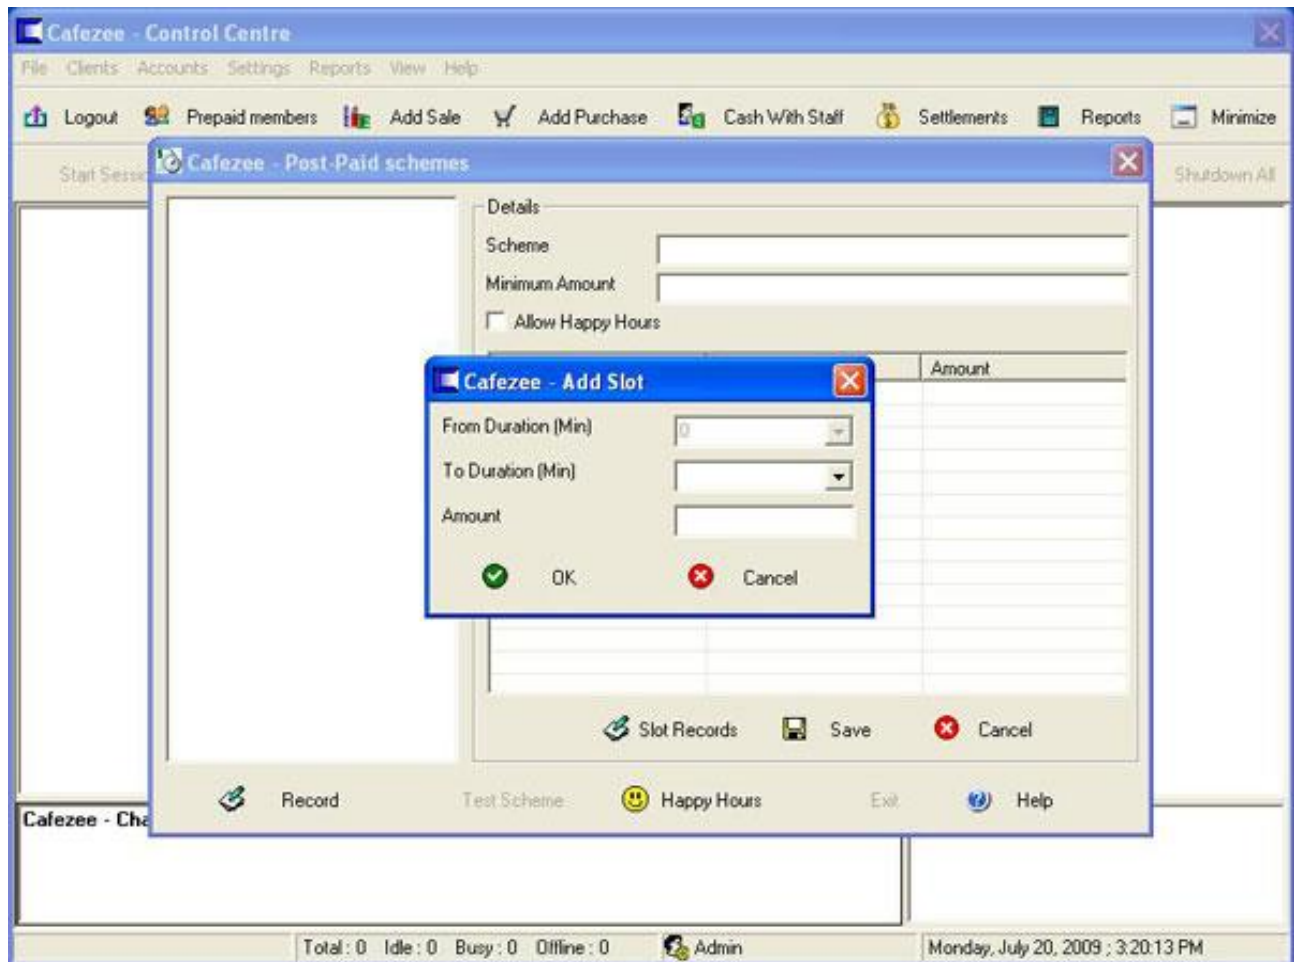 Cafezee - Control Centre
File Clients Accounts Settings Reports View Help
Logout Prepaid members Add Sale Add Purchase Cash With Staff Settlements Reports Minimize
Start Sessi Shutdown All
Cafezee - Post-Paid schemes
Details
Scheme
Minimum Amount
Allow Happy Hours
Amount
Cafezee - Add Slot
From Duration (Min) 0
To Duration (Min)
Amount
OK Cancel
Slot Records Save Cancel
Record Test Scheme Happy Hours Exit Help
Cafezee - Cha
Total : 0 Idle : 0 Busy : 0 Offline : 0 Admin Monday, July 20, 2009 ; 3:20:13 PM